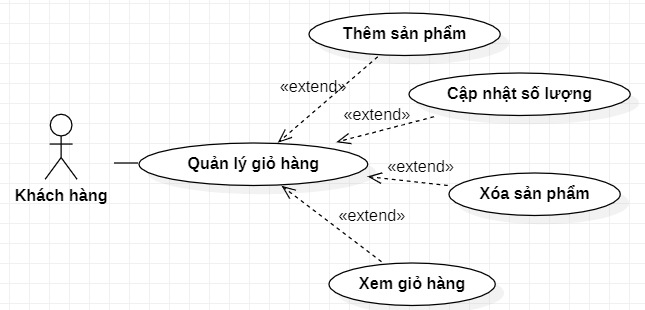 Thêm sản phẩm
«extend»
Cập nhật số lượng
«extend»
Khách hàng
Quản lý giỏ hàng
«extend»
Xóa sản phẩm
«extend»
Xem giỏ hàng